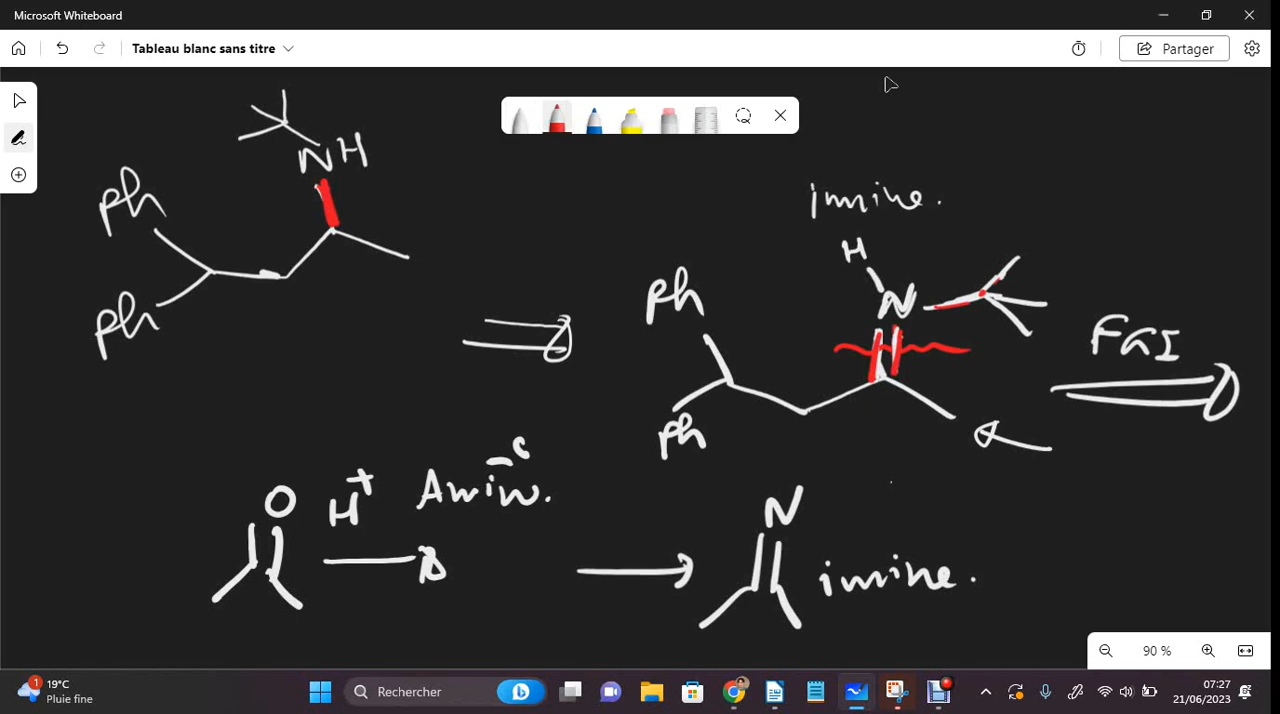 Microsoft Whiteboard
Tableau blanc sans titre
Partager
NH
ph
ph
imine.
H
N
ph
ph
FGI
O
H+
N
imine.
90 %
1
19°C
Pluie fine
Rechercher
07:27
21/06/2023